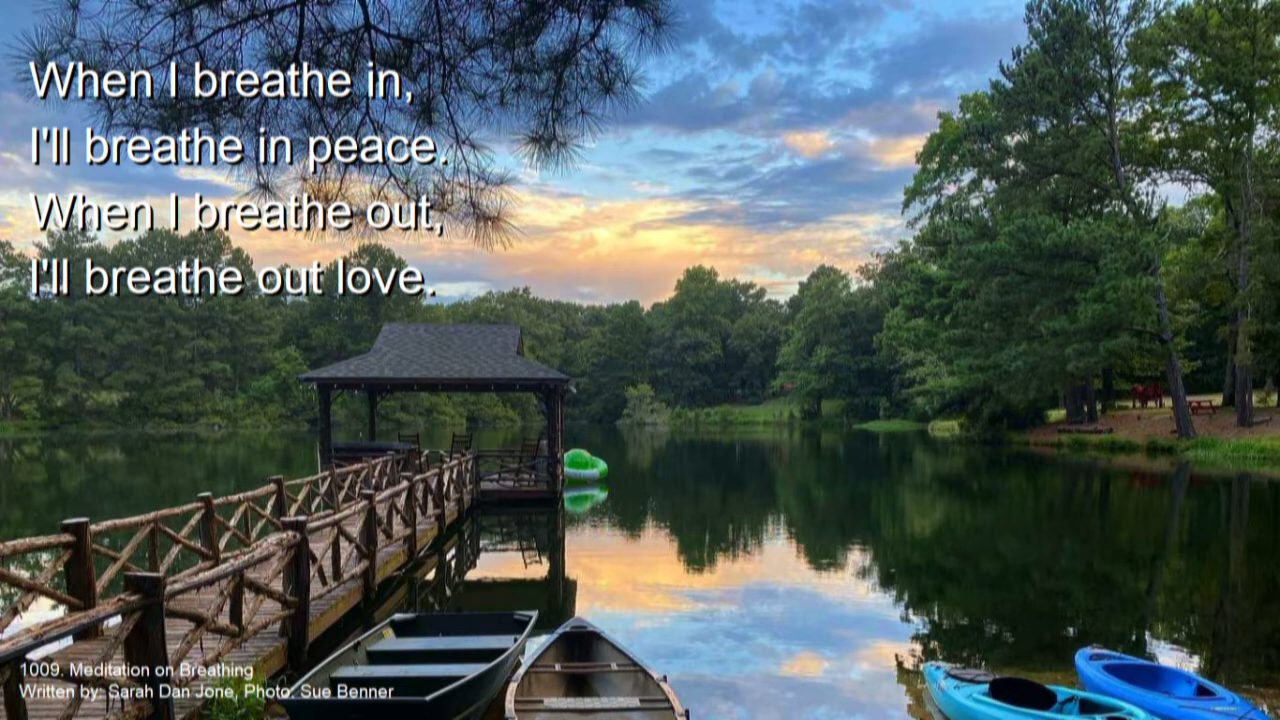 When I breathe in,
I'll breathe in peace.
When I breathe out,
I'll breathe out love.
1009. Meditation on Breathing
Written by: Sarah Dan Jone, Photo: Sue Benner